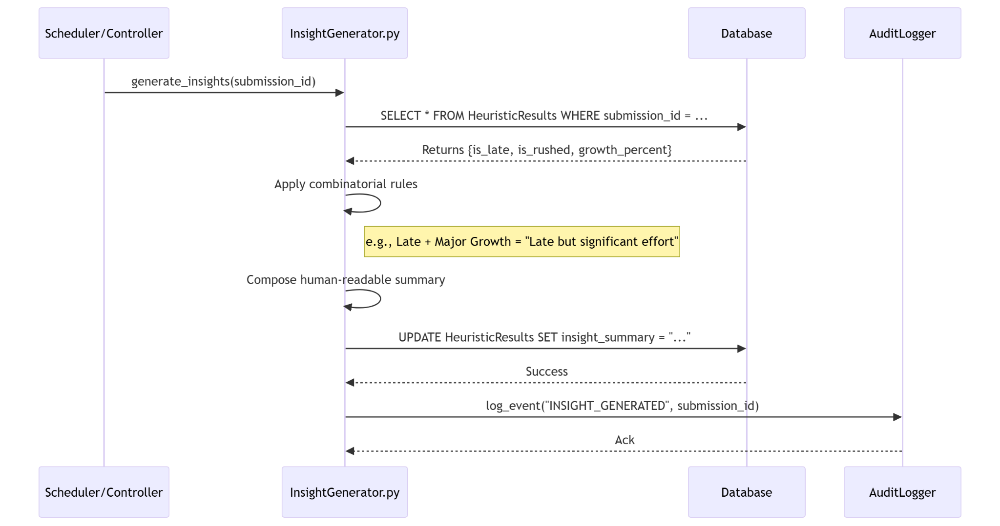 Scheduler/Controller
InsightGenerator.py
Database
AuditLogger
generate_insights(submission_id)
SELECT * FROM HeuristicResults WHERE submission_id = ...
Returns {is_late, is_rushed, growth_percent}
Apply combinatorial rules
e.g., Late + Major Growth = "Late but significant effort"
Compose human-readable summary
UPDATE HeuristicResults SET insight_summary = "..."
Success
log_event("INSIGHT_GENERATED", submission_id)
Ack
Scheduler/Controller
InsightGenerator.py
Database
AuditLogger